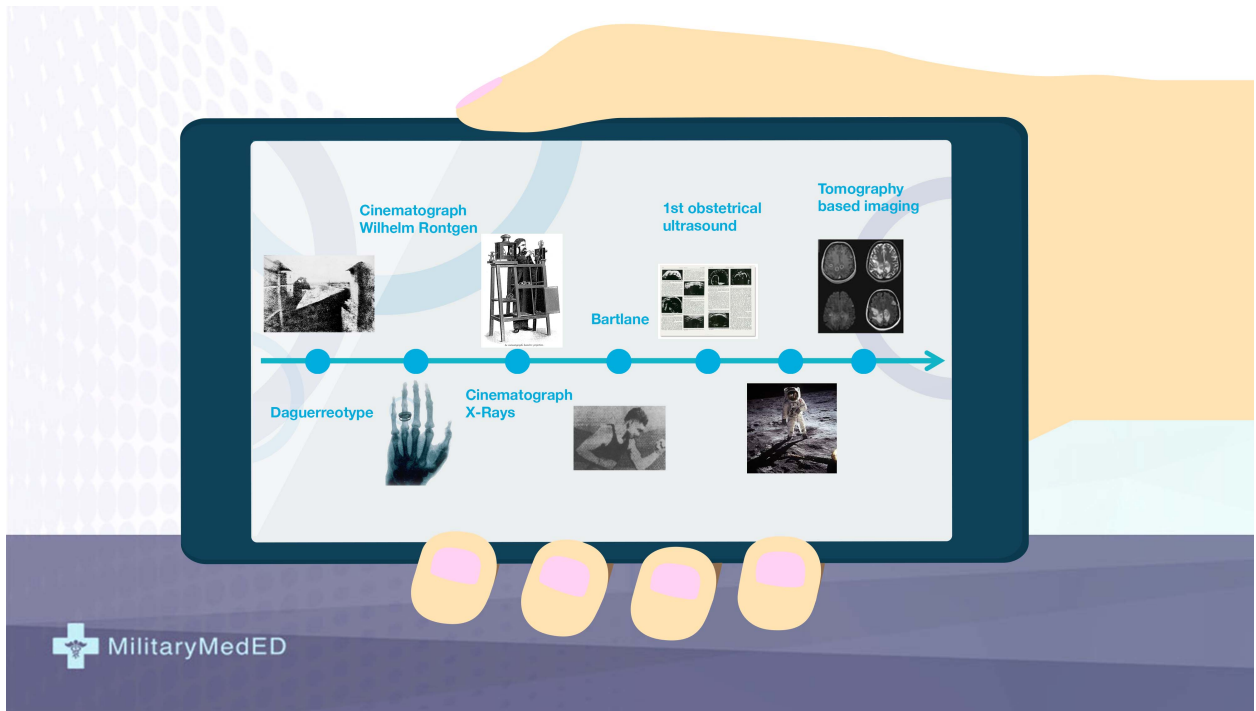 Tomography
based imaging
Cinematograph
Wilhelm Rontgen
1st obstetrical
ultrasound
Bartlane
Daguerreotype
Cinematograph
X-Rays
MilitaryMedED